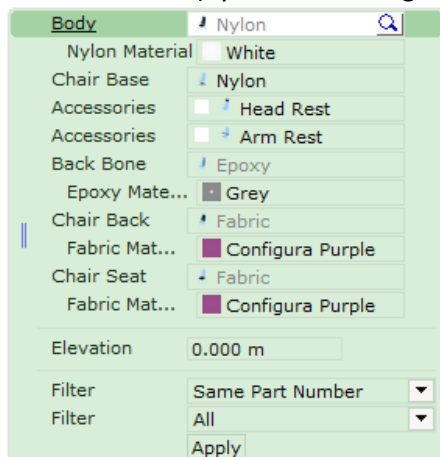 Body Nylon
Nylon Material White
Chair Base Nylon
Accessories Head Rest
Accessories Arm Rest
Back Bone Epoxy
Epoxy Mate... Grey
Chair Back Fabric
Fabric Mat... Configura Purple
Chair Seat Fabric
Fabric Mat... Configura Purple
Elevation 0.000 m
Filter Same Part Number
Filter All
Apply